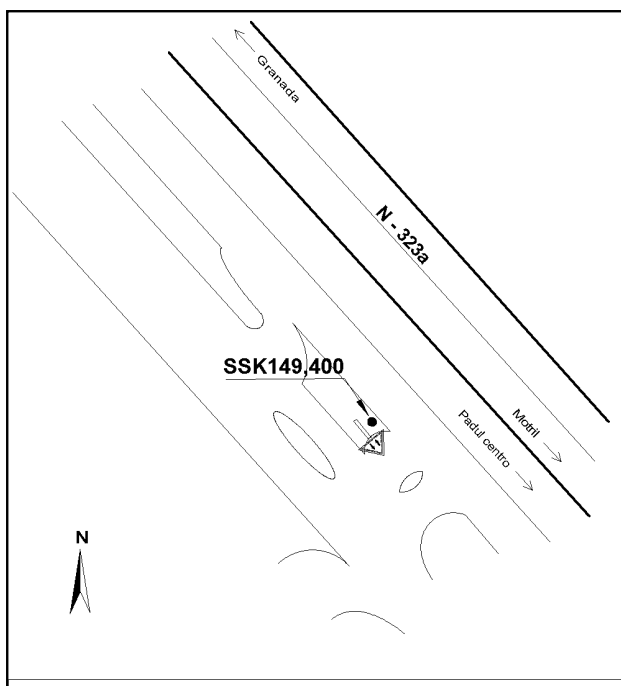 Granada
N - 323a
SSK149,400
Motril
Padul centro
N